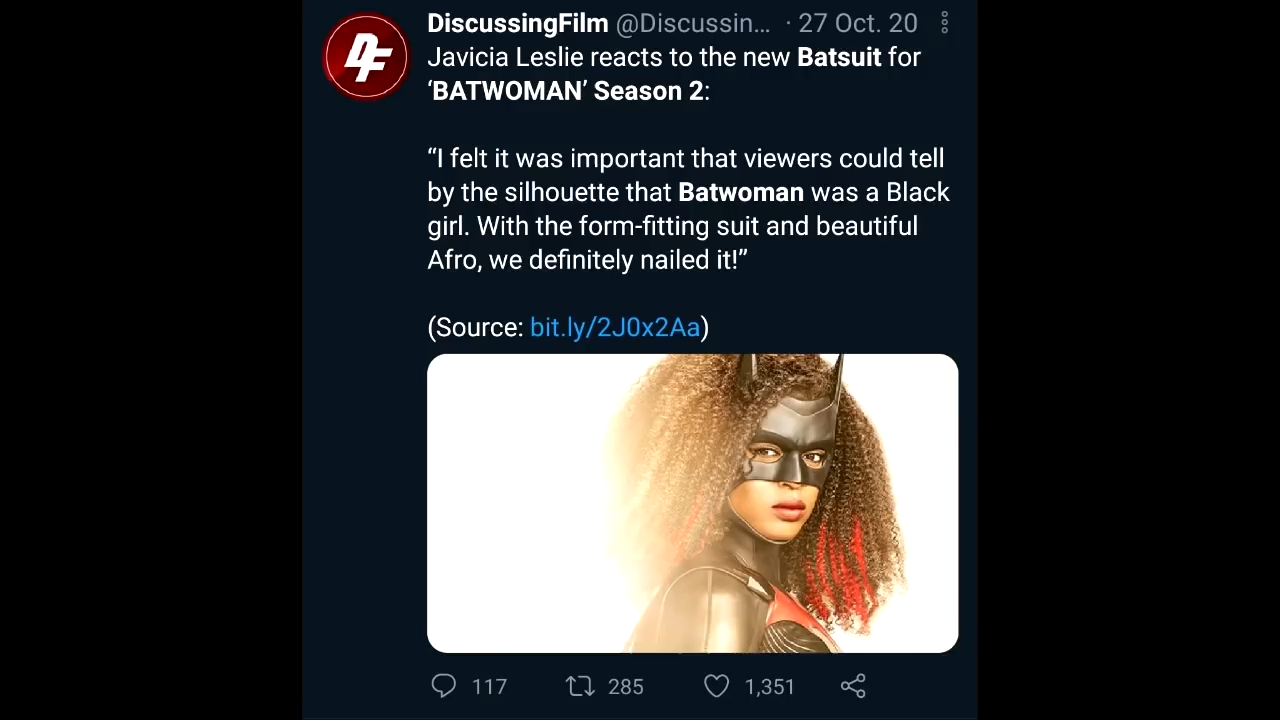 DiscussingFilm @Discussin... · 27 Oct. 20
Javicia Leslie reacts to the new Batsuit for
‘BATWOMAN’ Season 2:
“I felt it was important that viewers could tell
by the silhouette that Batwoman was a Black
girl. With the form-fitting suit and beautiful
Afro, we definitely nailed it!”
(Source: bit.ly/2J0x2Aa)
117 285 1,351